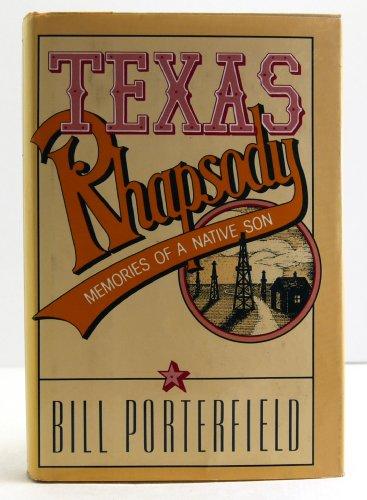 TEXAS
Rhapsody
MEMORIES OF A NATIVE SON
BILL PORTERFIELD